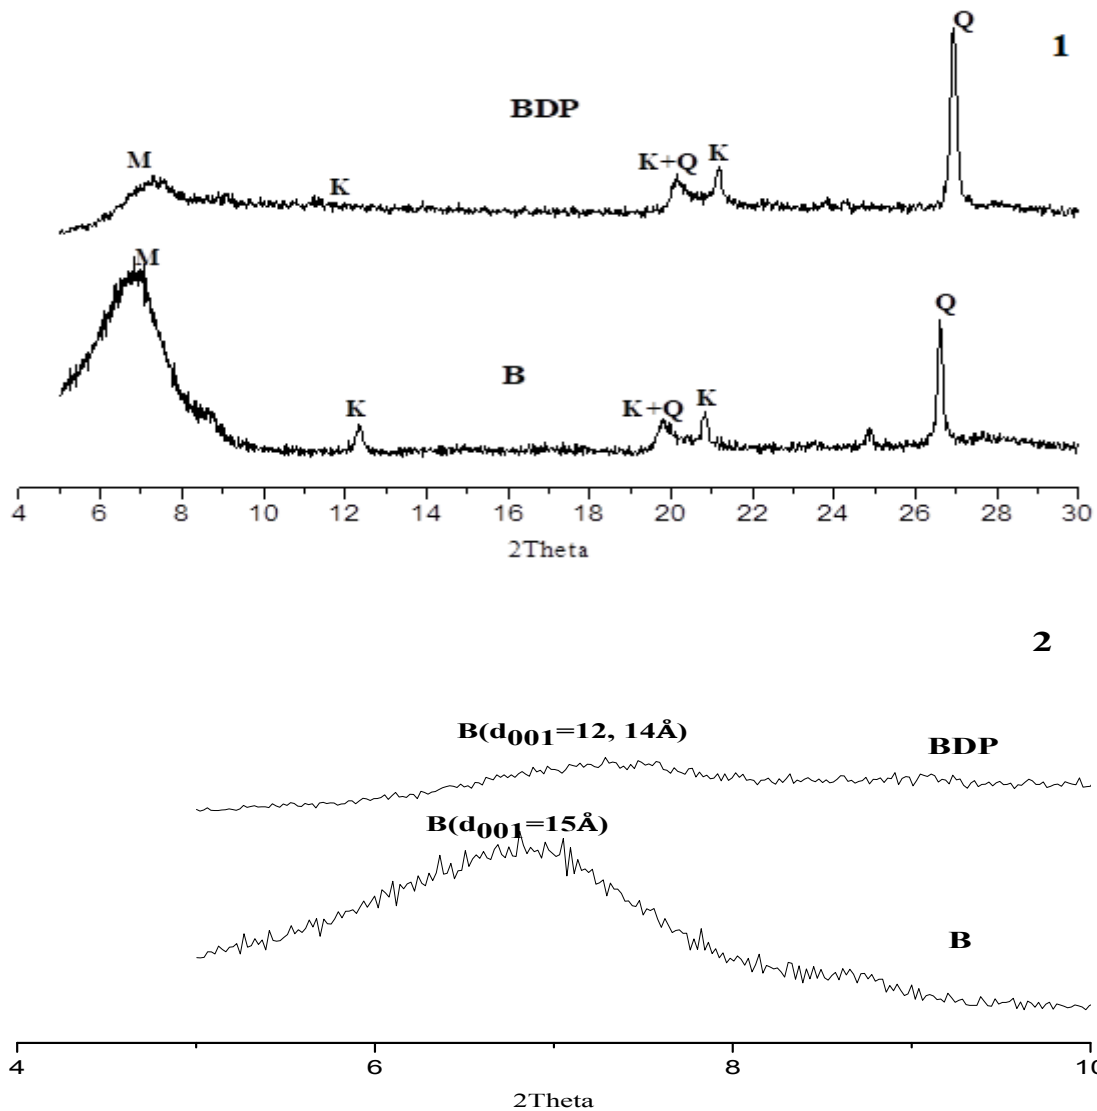 Q
1
BDP
M
K
K+Q
K
M
Q
B
K
K+Q
K
4 6 8 10 12 14 16 18 20 22 24 26 28 30
2Theta
2
B(d001=12, 14Å)
BDP
B(d001=15Å)
B
4 6 8 10
2Theta